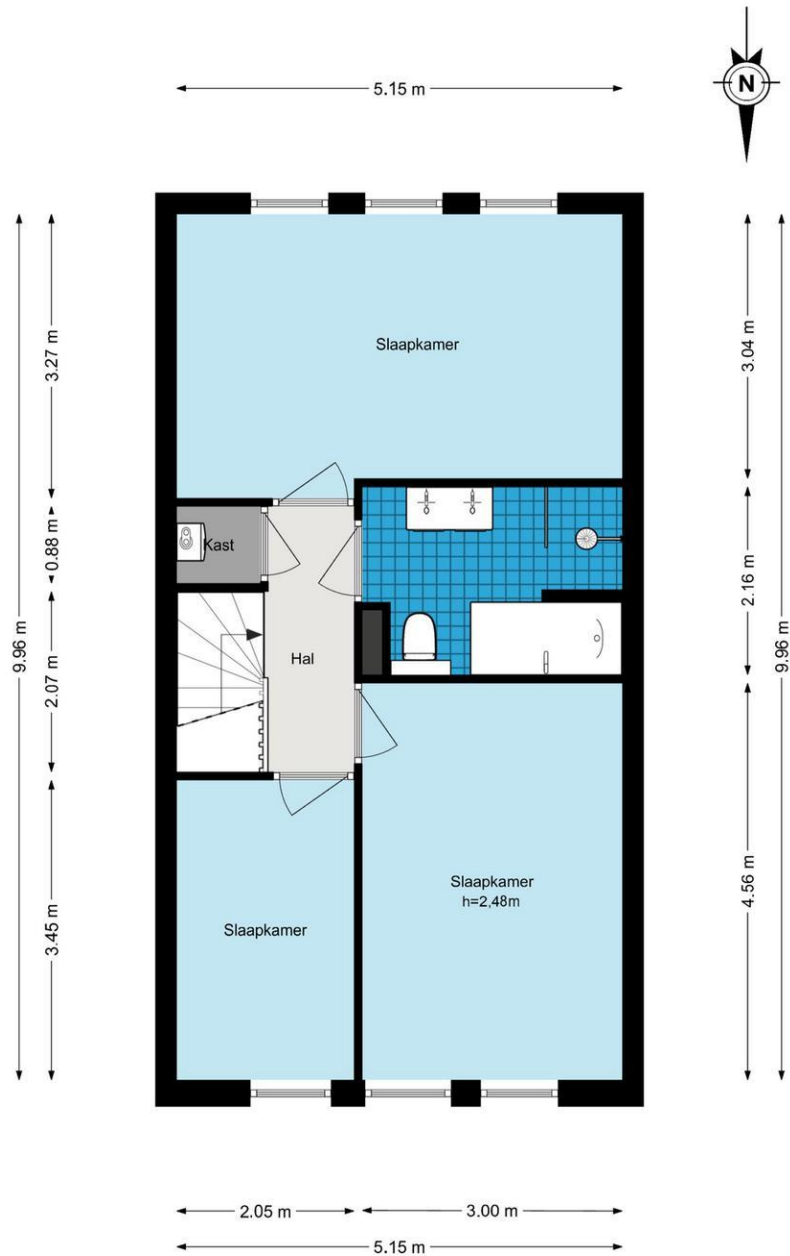 N
5.15 m
3.27 m
3.04 m
Slaapkamer
0.88 m
Kast
2.16 m
9.96 m
9.96 m
Hal
2.07 m
4.56 m
Slaapkamer
h=2,48m
3.45 m
Slaapkamer
2.05 m
3.00 m
5.15 m